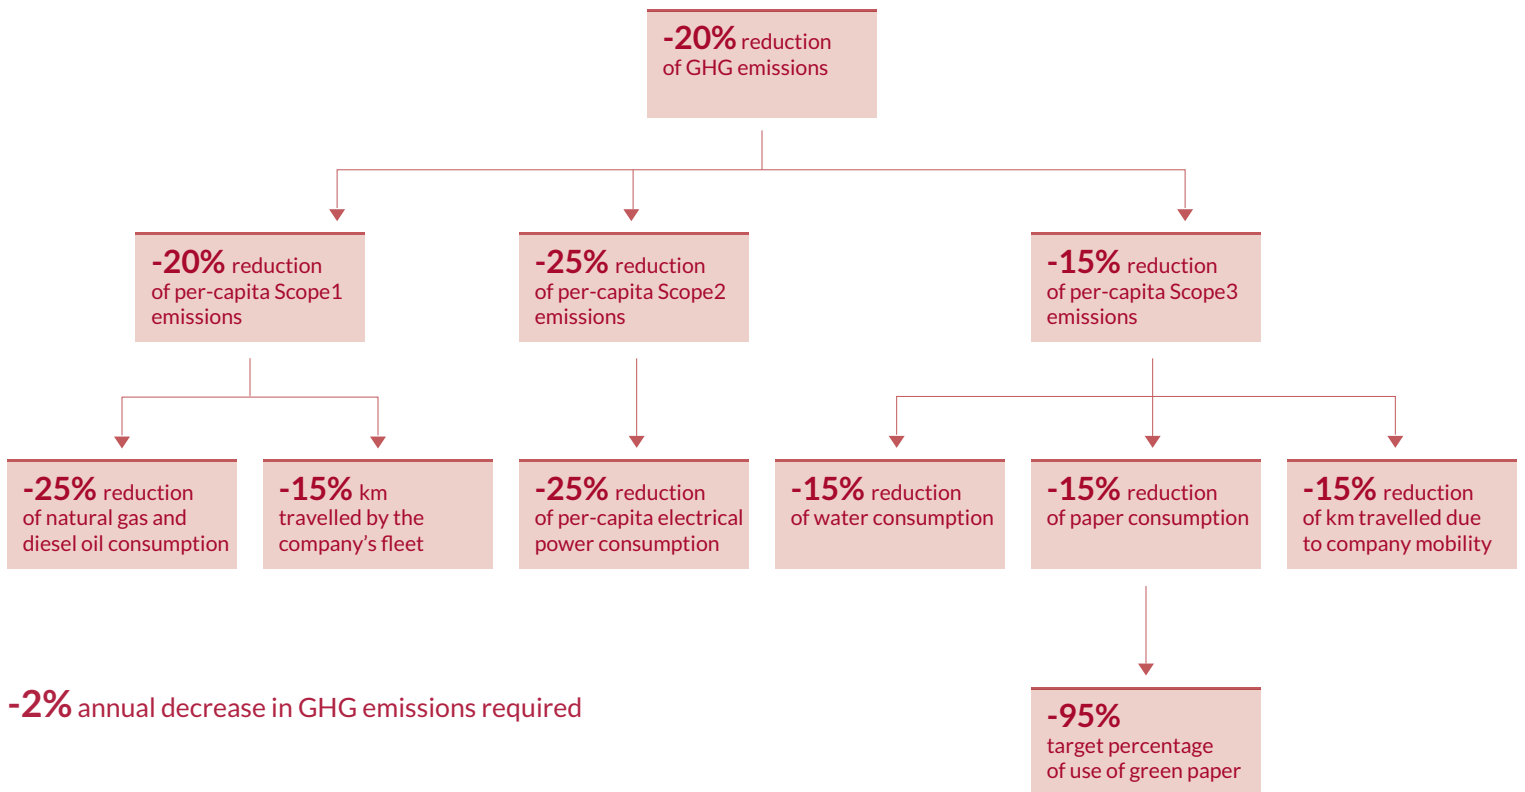 -20% reduction
of GHG emissions
-20% reduction
of per-capita Scope1
emissions
-25% reduction
of per-capita Scope2
emissions
-15% reduction
of per-capita Scope3
emissions
-25% reduction
of natural gas and
diesel oil consumption
-15% km
travelled by the
company's fleet
-25% reduction
of per-capita electrical
power consumption
-15% reduction
of water consumption
-15% reduction
of paper consumption
-15% reduction
of km travelled due
to company mobility
-2% annual decrease in GHG emissions required
-95%
target percentage
of use of green paper